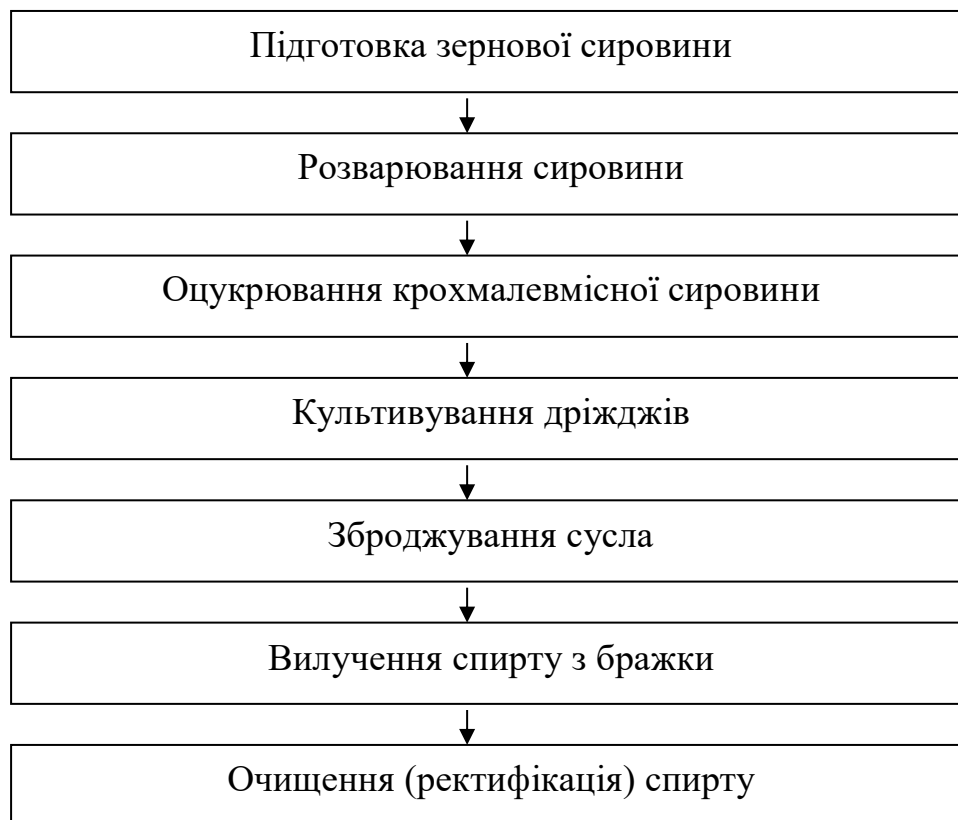 Підготовка зернової сировини
Розварювання сировини
Оцукрювання крохмалевмісної сировини
Культивування дріжджів
Зброджування сусла
Вилучення спирту з бражки
Очищення (ректифікація) спирту